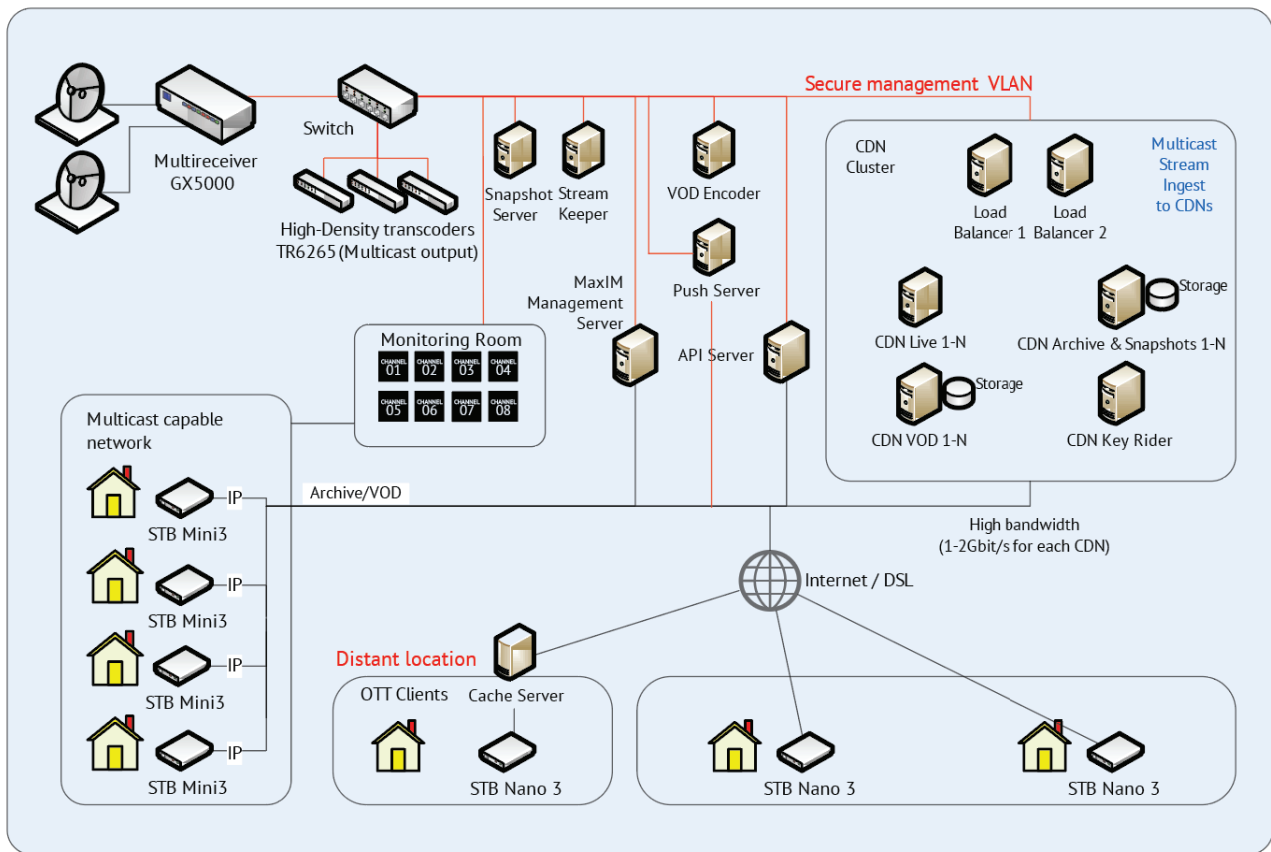 Secure management VLAN
Switch
Multireceiver
GX5000
High-Density transcoders
TR6265(Multicast output)
Snapshot
Server
Stream
Keeper
VOD Encoder
Push Server
MaxIM
Management
Server
API Server
CDN
Cluster
Multicast
Stream
Ingest
to CDNs
Load
Balancer 1
Load
Balancer 2
CDN Live 1-N
Storage
CDN Archive & Snapshots 1-N
Storage
CDN VOD 1-N
CDN Key Rider
Monitoring Room
CHANNEL
01
CHANNEL
02
CHANNEL
03
CHANNEL
04
CHANNEL
05
CHANNEL
06
CHANNEL
07
CHANNEL
08
Multicast capable
network
IP
STB Mini3
IP
STB Mini3
IP
STB Mini3
IP
STB Mini3
Archive/VOD
High bandwidth
(1-2Gbit/s for each CDN)
Internet / DSL
Distant location
OTT Clients
Cache Server
STB Nano 3
STB Nano 3
STB Nano 3